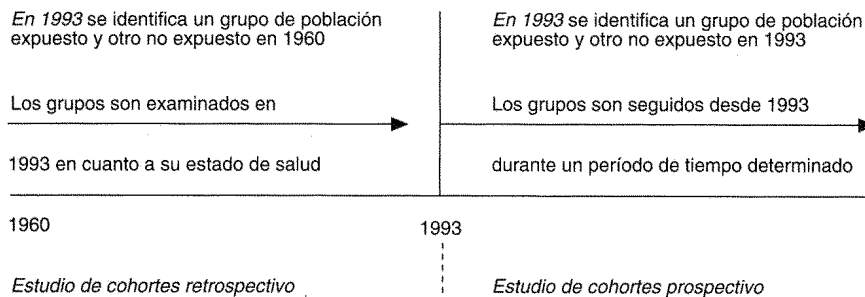 En 1993 se identifica un grupo de población
expuesto y otro no expuesto en 1960
Los grupos son examinados en
1993 en cuanto a su estado de salud
En 1993 se identifica un grupo de población
expuesto y otro no expuesto en 1993
Los grupos son seguidos desde 1993
durante un período de tiempo determinado
1960
1993
Estudio de cohortes retrospectivo
Estudio de cohortes prospectivo